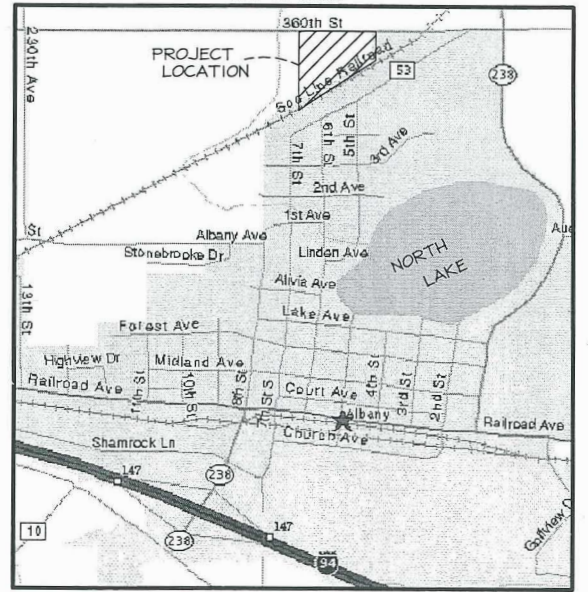 360th St
230th Ave
PROJECT
LOCATION
Soo Line Railroad
53
238
7th St
6th St
5th St
3rd Ave
2nd Ave
1st Ave
St
Albany Ave
Stonebrooke Dr
Linden Ave
NORTH
LAKE
Alivia Ave
Lake Ave
13th St
Forest Ave
Highview Dr
Midland Ave
Railroad Ave
11th St
10th St
8th St
7th St S
Court Ave
4th St
3rd St
2nd St
Albany
Railroad Ave
Church Ave
Shamrock Ln
147
238
10
238
147
94
Golfview D